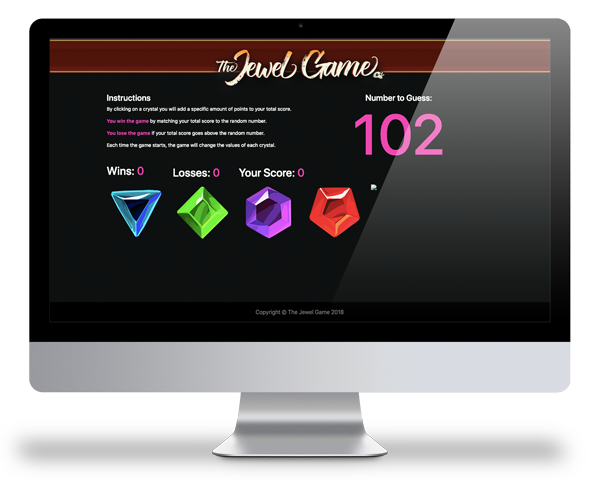 The Jewel Game
Instructions
By clicking on a crystal you will add a specific amount of points to your total score.
You win the game by matching your total score to the random number.
You lose the game if your total score goes above the random number.
Each time the game starts, the game will change the values of each crystal.
Number to Guess:
102
Wins: 0
Losses: 0
Your Score: 0
Copyright © The Jewel Game 2018